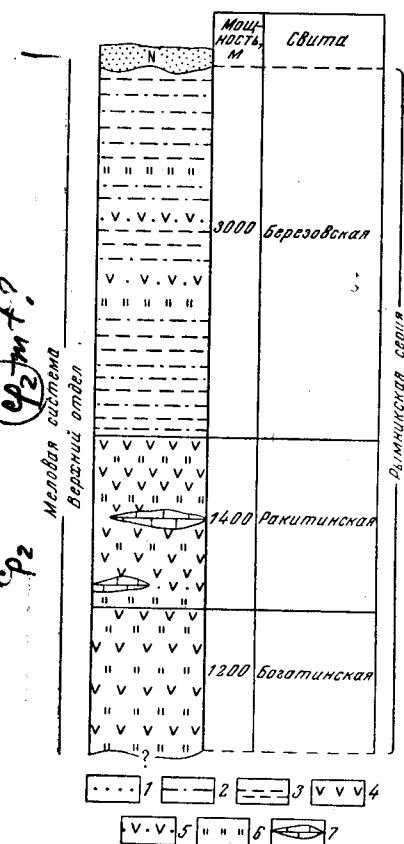 Мощность, м
Свита
N
3000 Березовская
1400 Ракитинская
1200 Богатинская
?
Меловая система
Верхний отдел
Рымникская серия
1 2 3 4
5 6 7